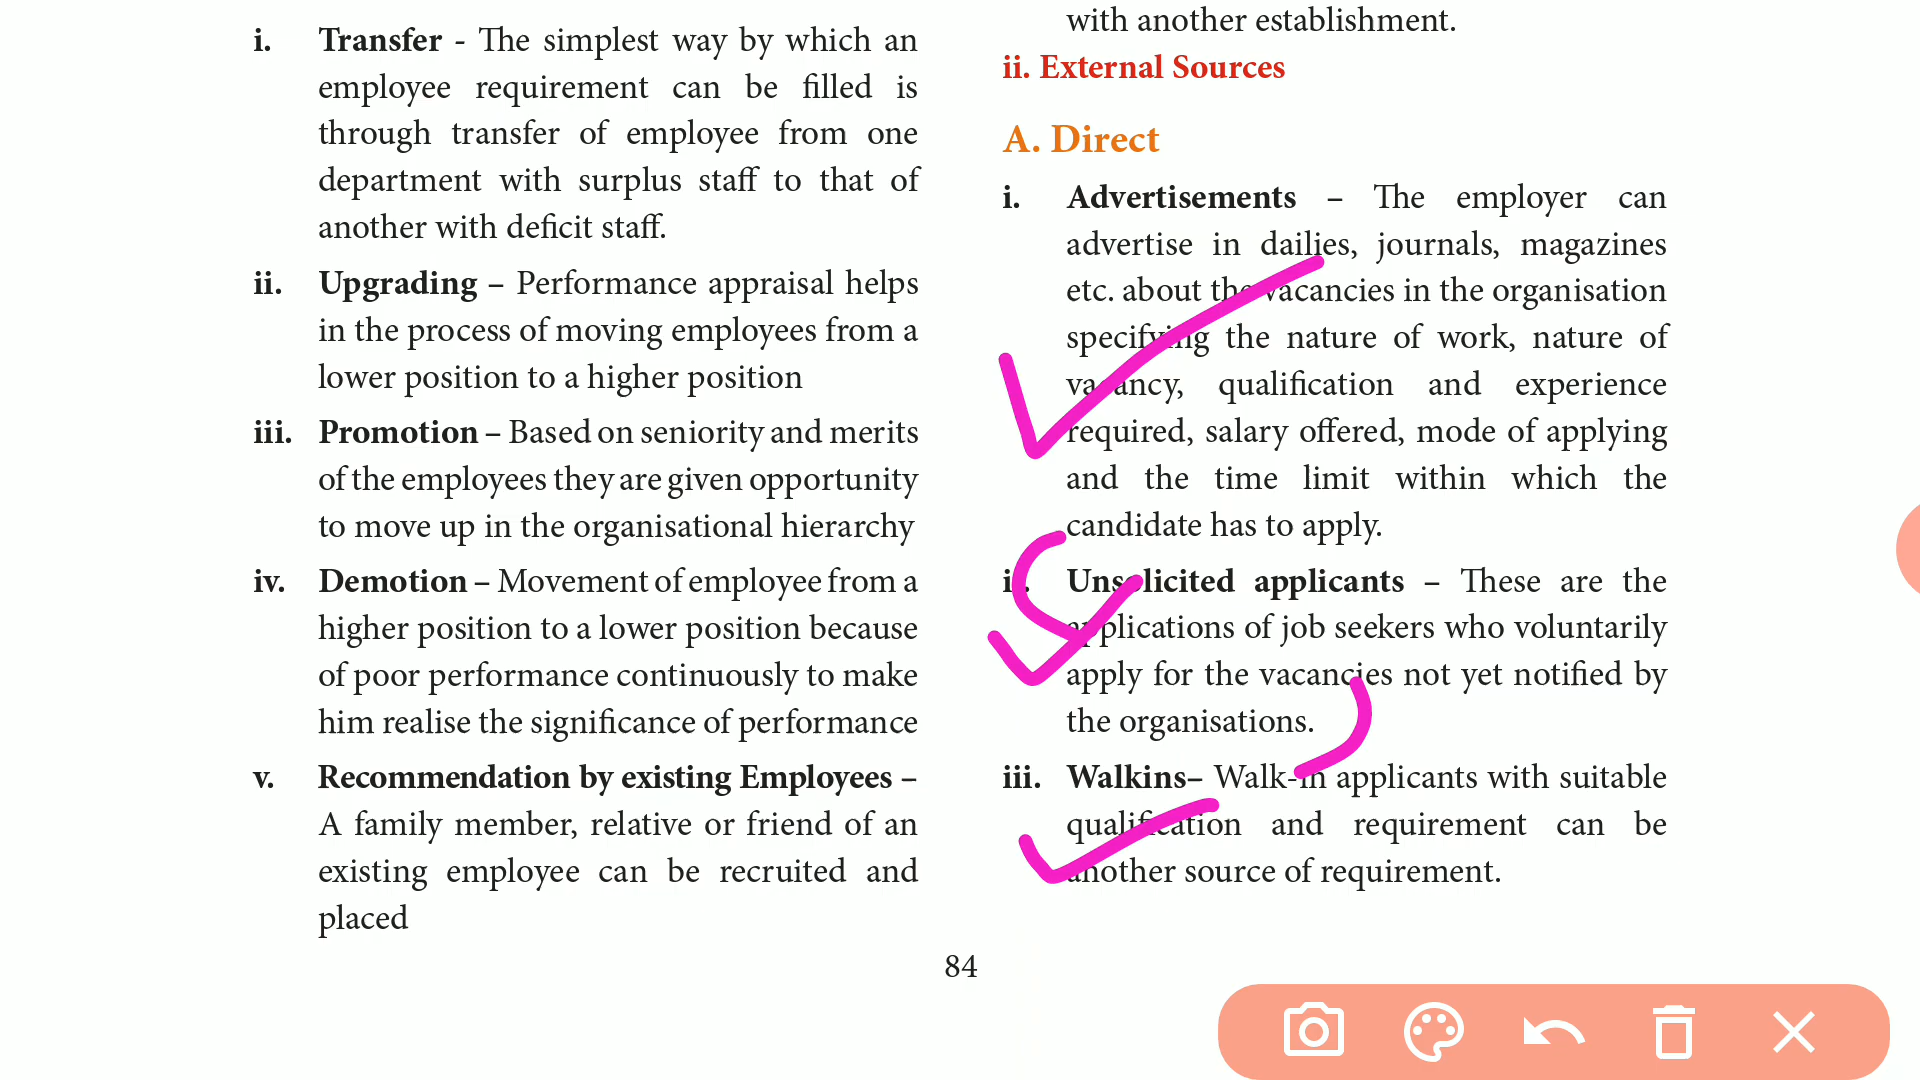 i. Transfer - The simplest way by which an
employee requirement can be filled is
through transfer of employee from one
department with surplus staff to that of
another with deficit staff.
ii. Upgrading – Performance appraisal helps
in the process of moving employees from a
lower position to a higher position
iii. Promotion – Based on seniority and merits
of the employees they are given opportunity
to move up in the organisational hierarchy
iv. Demotion – Movement of employee from a
higher position to a lower position because
of poor performance continuously to make
him realise the significance of performance
v. Recommendation by existing Employees –
A family member, relative or friend of an
existing employee can be recruited and
placed
with another establishment.
ii. External Sources
A. Direct
i. Advertisements – The employer can
advertise in dailies, journals, magazines
etc. about the vacancies in the organisation
specifying the nature of work, nature of
vacancy, qualification and experience
required, salary offered, mode of applying
and the time limit within which the
candidate has to apply.
ii. Unsolicited applicants – These are the
applications of job seekers who voluntarily
apply for the vacancies not yet notified by
the organisations.
iii. Walkins– Walk-in applicants with suitable
qualification and requirement can be
another source of requirement.
84